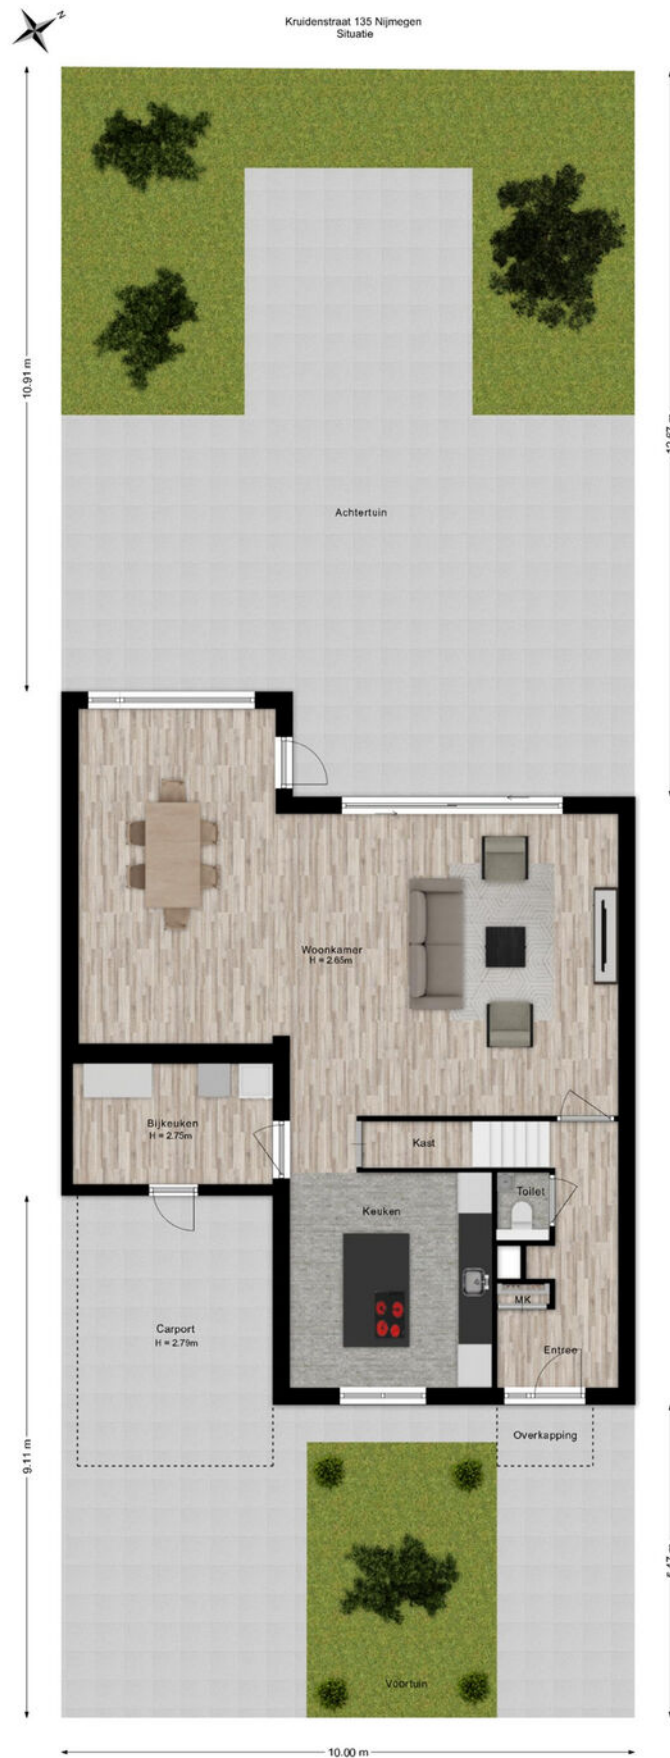 N
Kruidenstraat 135 Nijmegen
Situatie
10.91 m
Achtertuin
Woonkamer
H = 2.65m
Bijkeuken
H = 2.75m
Kast
Toilet
Keuken
MK
Carport
H = 2.79m
Entree
Overkapping
9.11 m
Voortuin
10.00 m